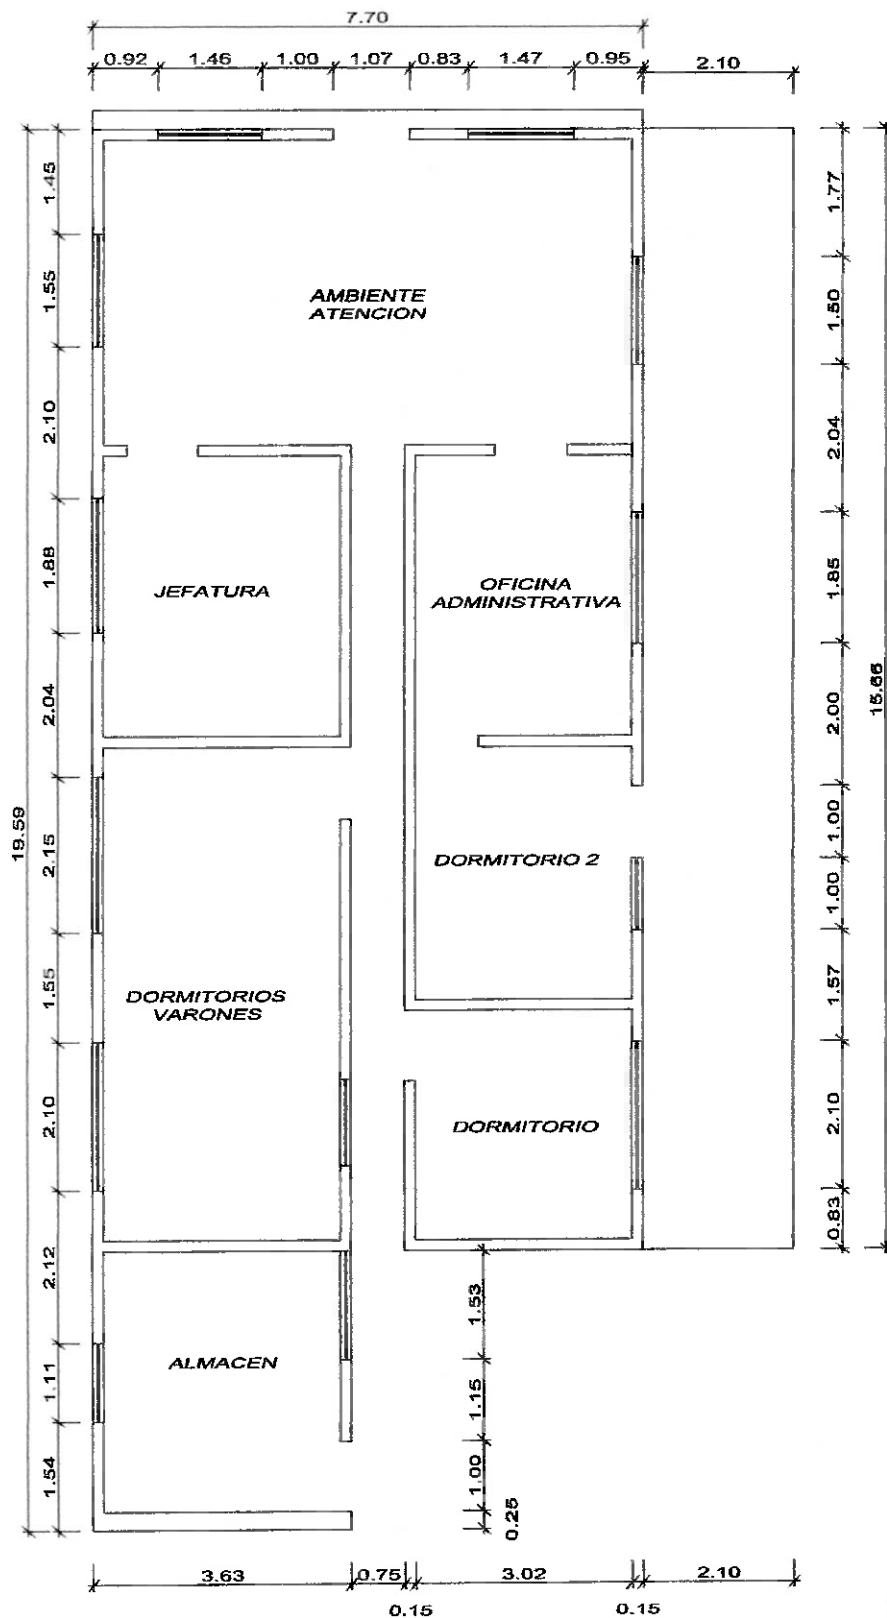 7.70
0.92 1.46 1.00 1.07 0.83 1.47 0.95 2.10
1.45
1.55
2.10
1.88
2.04
2.15
1.55
2.10
2.12
1.11
1.54
19.59
AMBIENTE
ATENCION
JEFATURA
OFICINA
ADMINISTRATIVA
DORMITORIO 2
DORMITORIOS
VARONES
DORMITORIO
ALMACEN
1.77
1.50
2.04
1.85
2.00
1.00
1.00
1.57
2.10
0.83
15.66
1.53
1.15
1.00
0.25
3.63 0.75 3.02 2.10
0.15 0.15